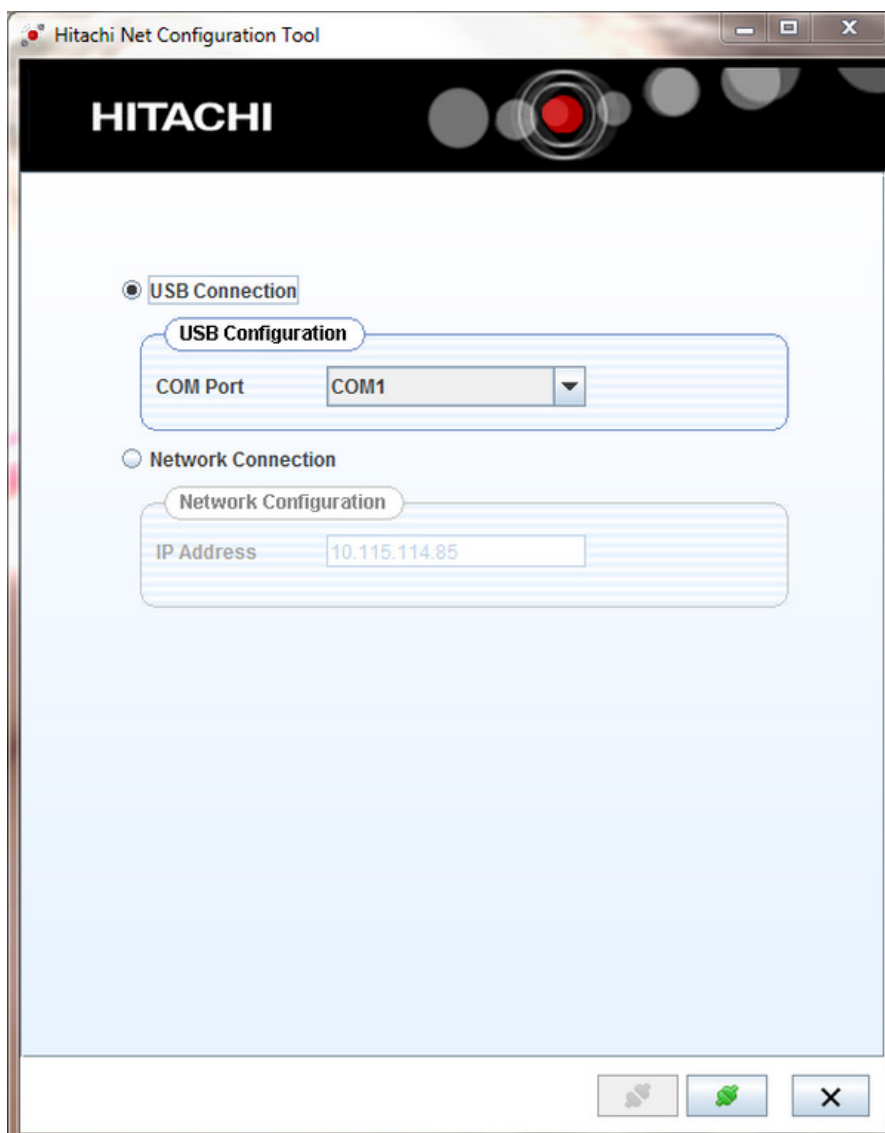 Hitachi Net Configuration Tool
HITACHI
USB Connection
USB Configuration
COM Port COM1
Network Connection
Network Configuration
IP Address 10.115.114.85